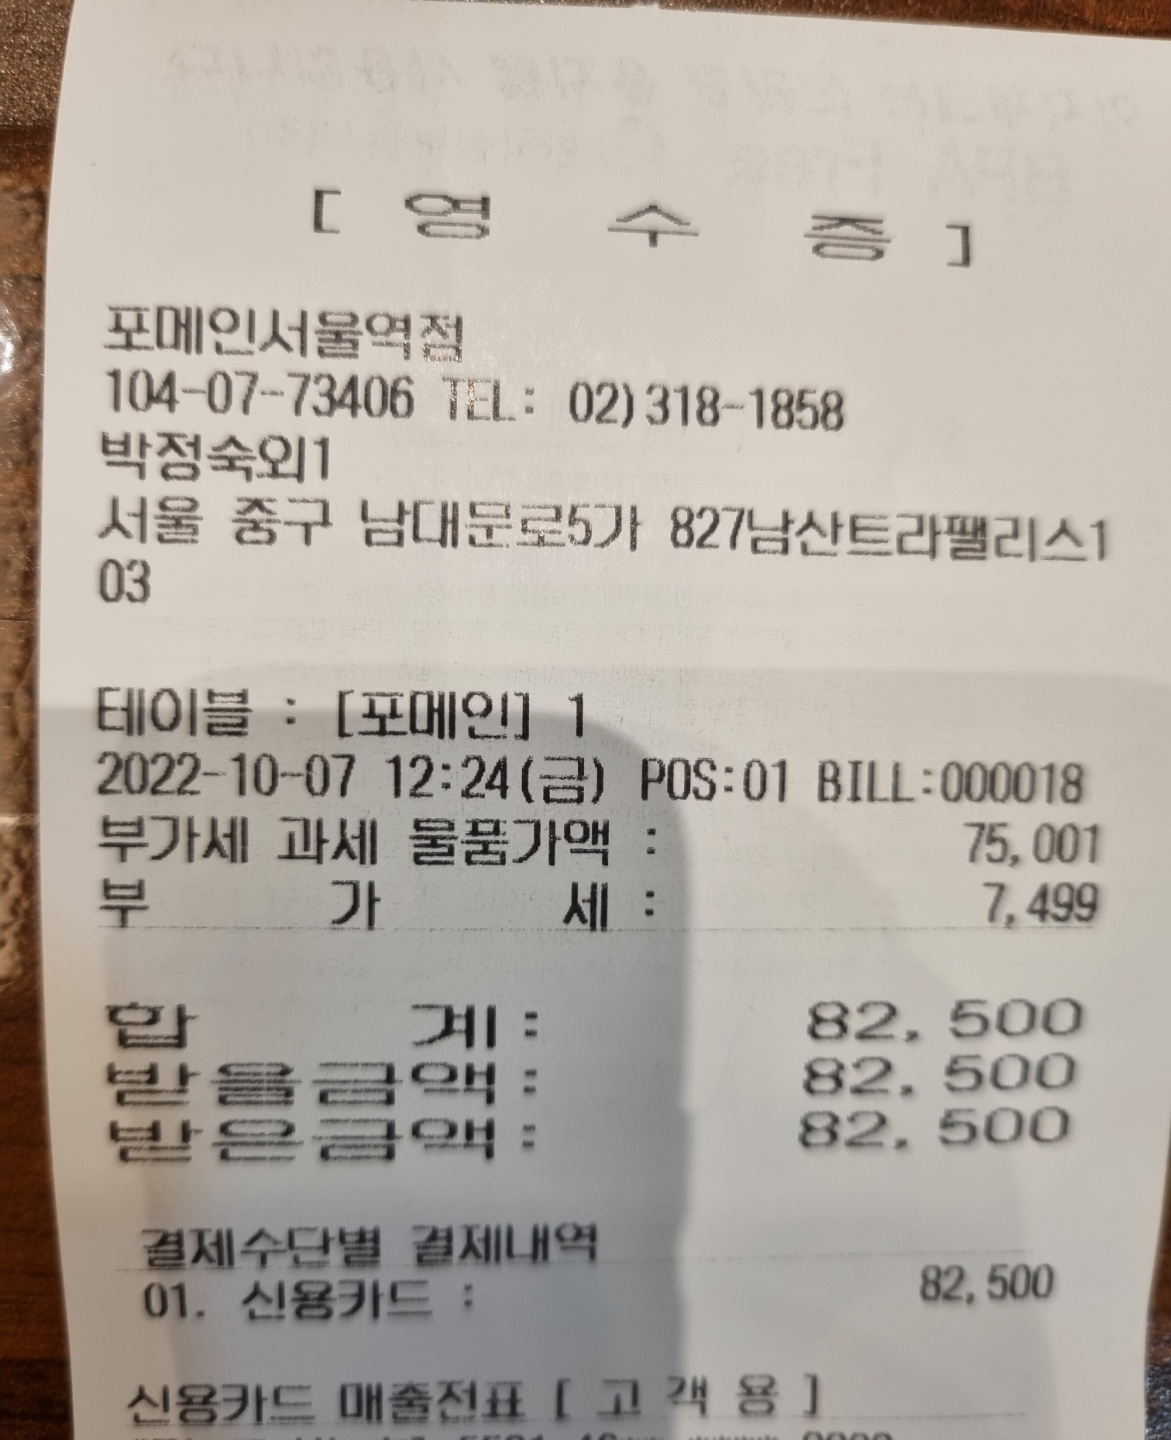 [ 영 수 증 ]
포메인서울역점
104-07-73406 TEL: 02)318-1858
박정숙외1
서울 중구 남대문로5가 827남산트라팰리스1
03
테이블 : [포메인] 1
2022-10-07 12:24(금) POS:01 BILL:000018
부가세 과세 물품가액 : 75,001
부 가 세 : 7,499
합 계: 82,500
받을금액: 82,500
받은금액: 82,500
결제수단별 결제내역
01. 신용카드 : 82,500
신용카드 매출전표 [ 고 객 용 ]